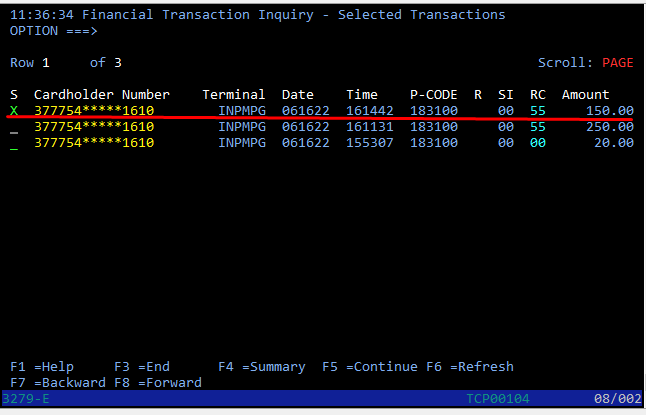 11:36:34 Financial Transaction Inquiry - Selected Transactions
OPTION ===>
Row 1 of 3 Scroll: PAGE
S Cardholder Number Terminal Date Time P-CODE R SI RC Amount
X 377754*****1610 INPMPG 061622 161442 183100 00 55 150.00
_ 377754*****1610 INPMPG 061622 161131 183100 00 55 250.00
_ 377754*****1610 INPMPG 061622 155307 183100 00 00 20.00
F1 =Help F3 =End F4 =Summary F5 =Continue F6 =Refresh
F7 =Backward F8 =Forward
3279-E TCP00104 08/002